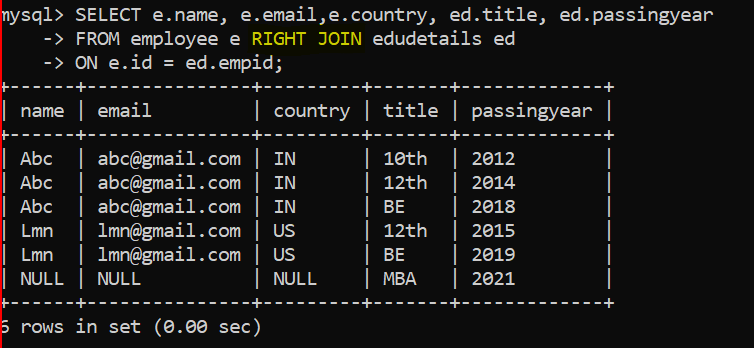 mysql> SELECT e.name, e.email,e.country, ed.title, ed.passingyear
-> FROM employee e RIGHT JOIN edudetails ed
-> ON e.id = ed.empid;
+------+---------------+---------+-------+-------------+
| name | email         | country | title | passingyear |
+------+---------------+---------+-------+-------------+
| Abc  | abc@gmail.com | IN      | 10th  | 2012        |
| Abc  | abc@gmail.com | IN      | 12th  | 2014        |
| Abc  | abc@gmail.com | IN      | BE    | 2018        |
| Lmn  | lmn@gmail.com | US      | 12th  | 2015        |
| Lmn  | lmn@gmail.com | US      | BE    | 2019        |
| NULL | NULL          | NULL    | MBA   | 2021        |
+------+---------------+---------+-------+-------------+
6 rows in set (0.00 sec)